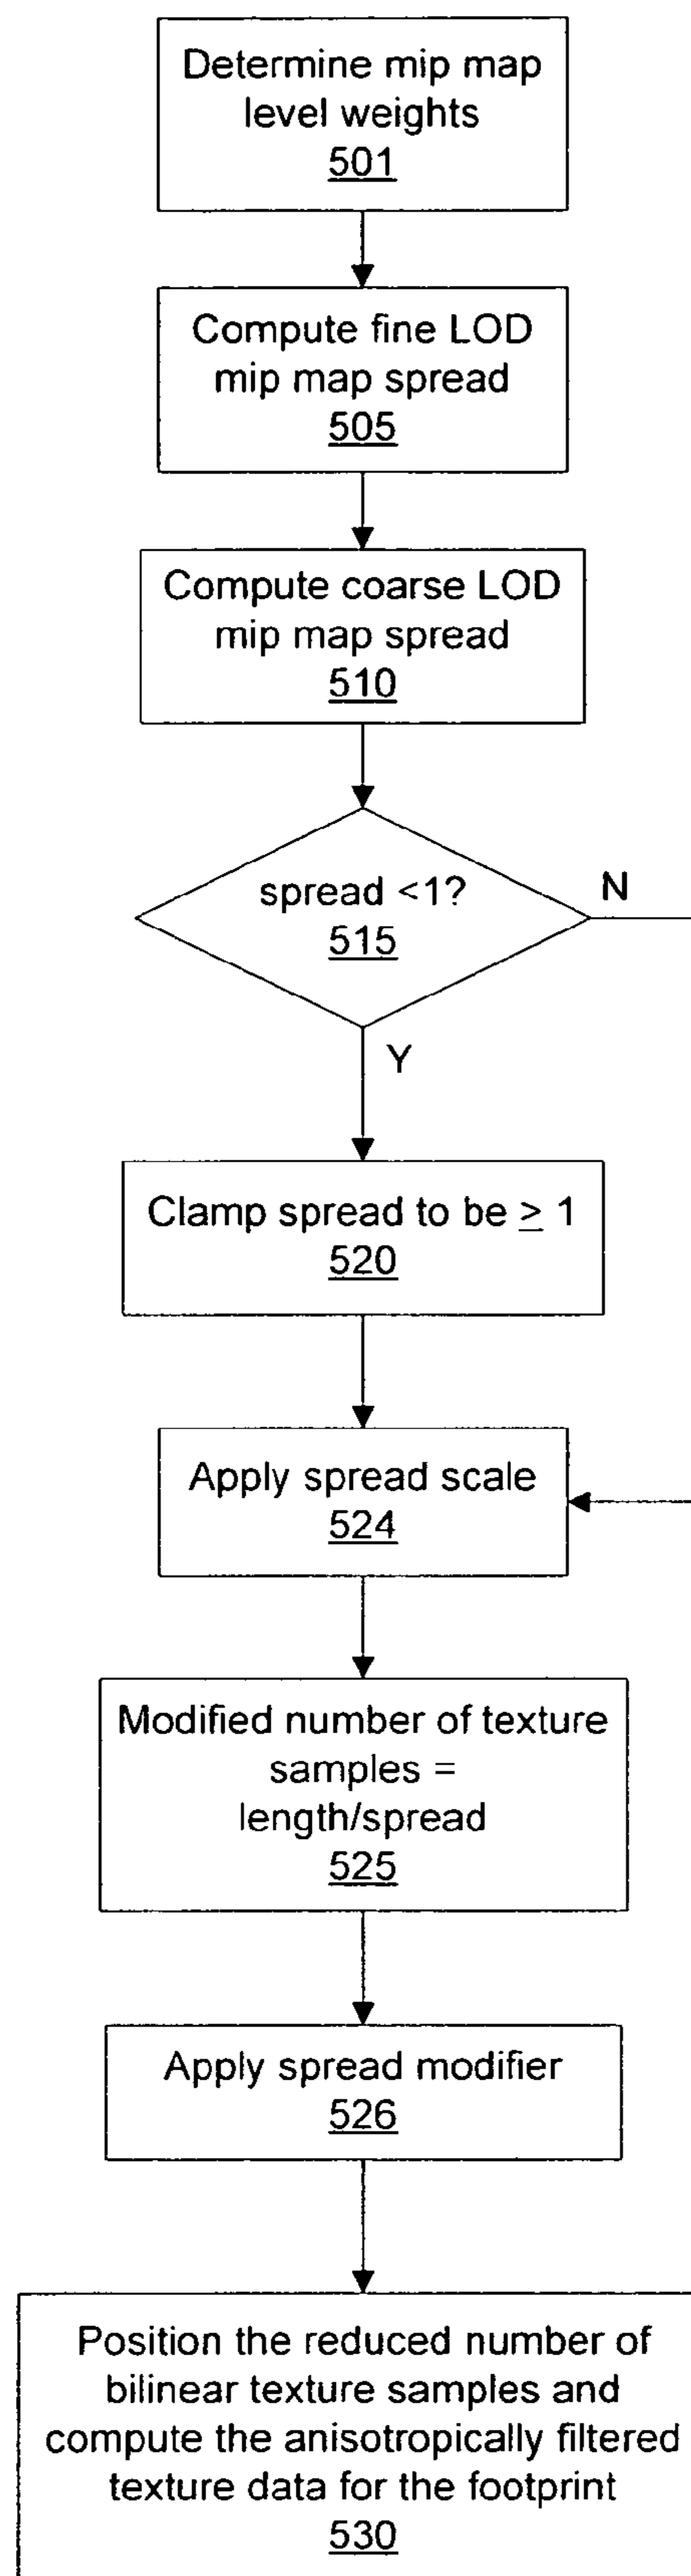 Determine mip map
level weights
501
Compute fine LOD
mip map spread
505
Compute coarse LOD
mip map spread
510
spread <1?
515
N
Y
Clamp spread to be ≥ 1
520
Apply spread scale
524
Modified number of texture
samples =
length/spread
525
Apply spread modifier
526
Position the reduced number of
bilinear texture samples and
compute the anisotropically filtered
texture data for the footprint
530